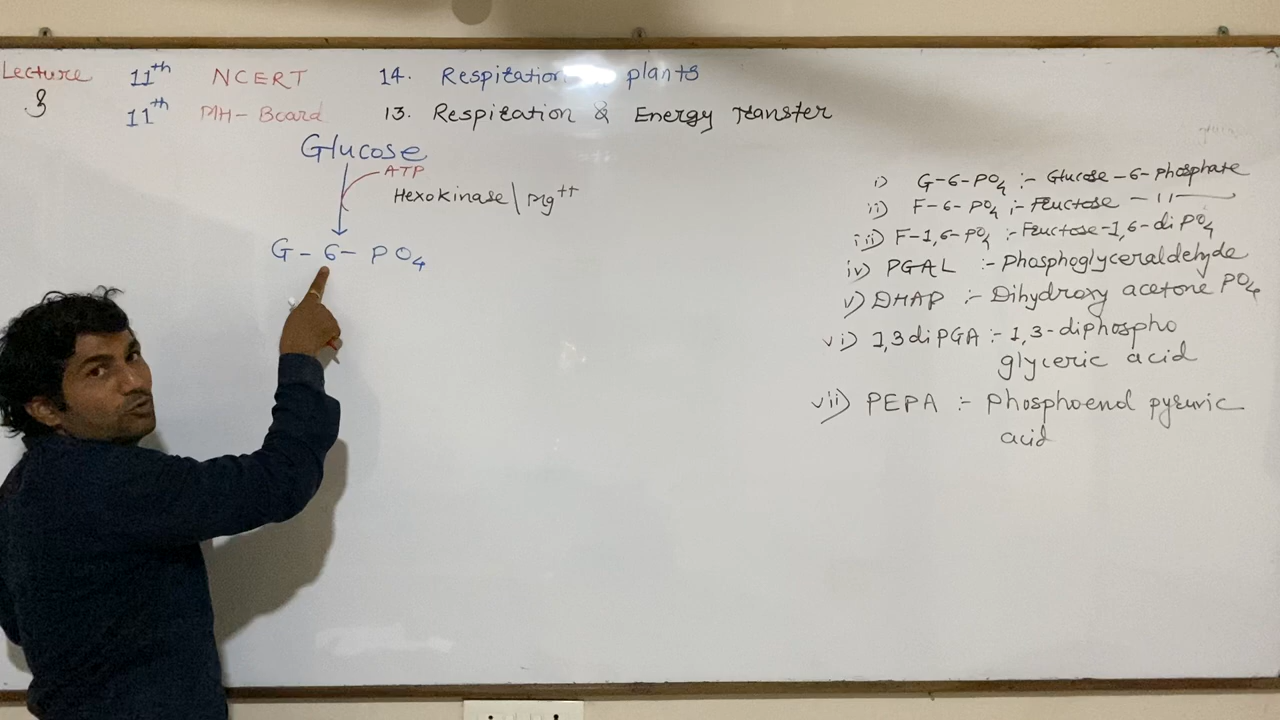 Lecture 11th NCERT 14. Respiration plants
3 11th MH-Board 13. Respiration & Energy Transfer
Glucose
ATP
Hexokinase\ Mg++
G-6-PO4
i) G-6-PO4 :- Glucose-6-phosphate
ii) F-6-PO4 :- Fructose -11-
iii) F-1,6-PO4 :- Fructose-1,6-di PO4
iv) PGAL :- Phosphoglyceraldehyde
v) DHAP :- Dihydroxy acetone PO4
vi) 1,3diPGA :- 1,3-diphospho
glyceric acid
vii) PEPA :- Phosphoenol pyruvic
acid